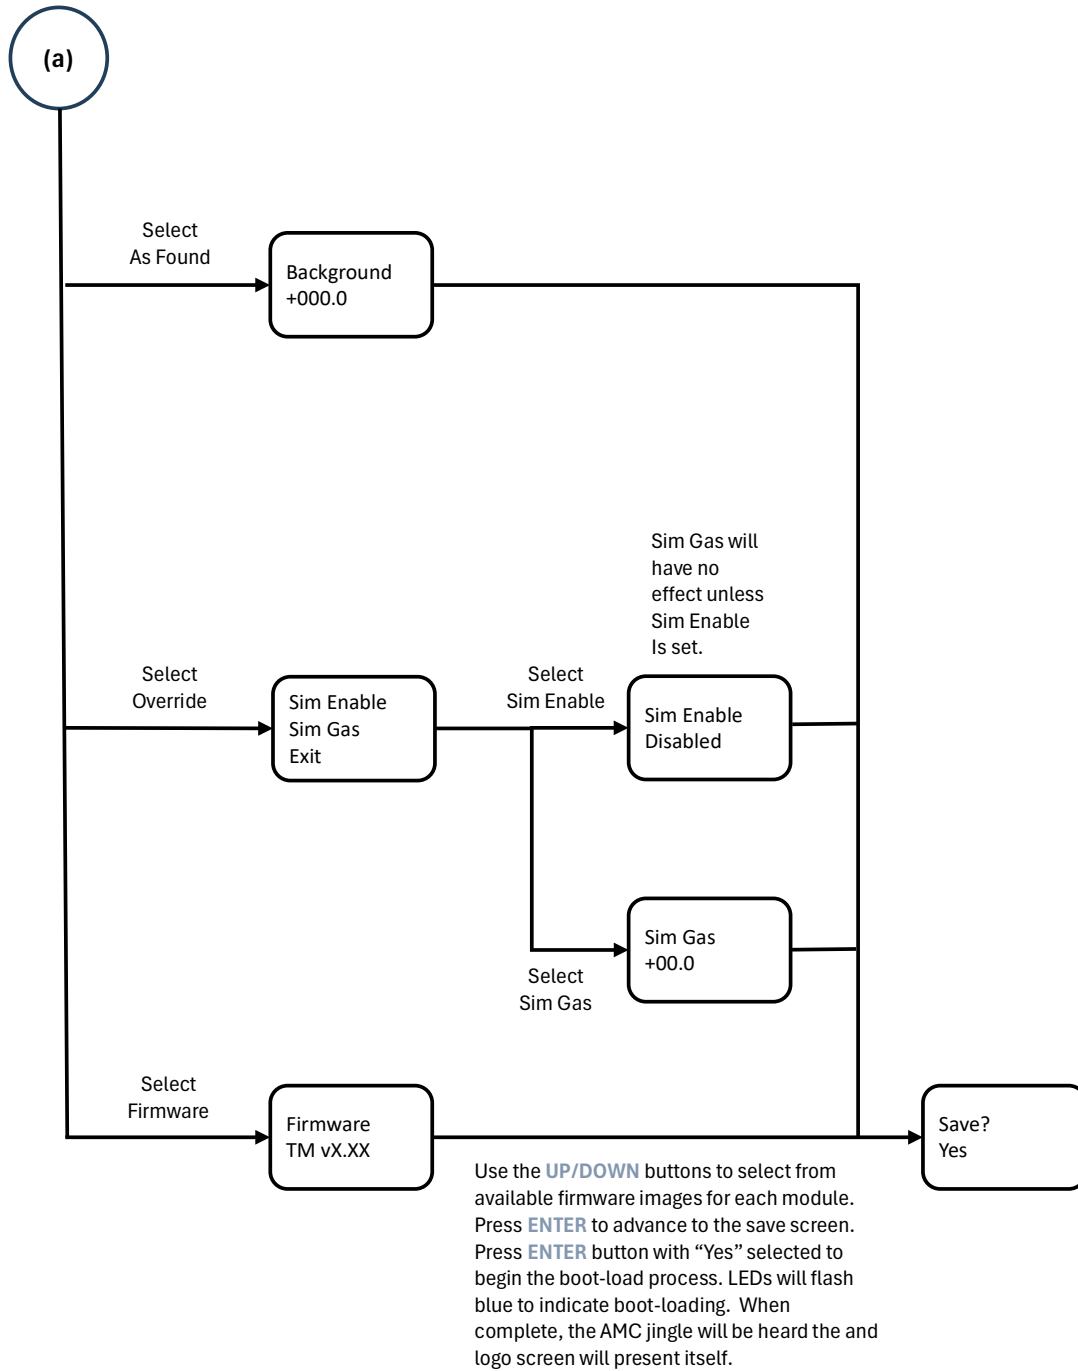 (a)
Select
As Found
Background
+000.0
Sim Gas will
have no
effect unless
Sim Enable
Is set.
Select
Override
Sim Enable
Sim Gas
Exit
Select
Sim Enable
Sim Enable
Disabled
Sim Gas
+00.0
Select
Sim Gas
Select
Firmware
Firmware
TM vX.XX
Save?
Yes
Use the UP/DOWN buttons to select from
available firmware images for each module.
Press ENTER to advance to the save screen.
Press ENTER button with “Yes” selected to
begin the boot-load process. LEDs will flash
blue to indicate boot-loading.  When
complete, the AMC jingle will be heard the and
logo screen will present itself.